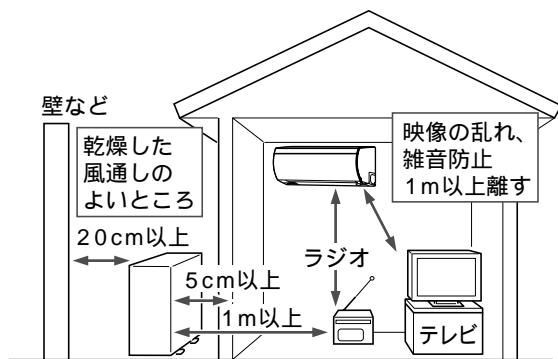 壁など
乾燥した
風通しの
よいところ
映像の乱れ、
雑音防止
1m以上離す
20cm以上
5cm以上
1m以上
ラジオ
テレビ